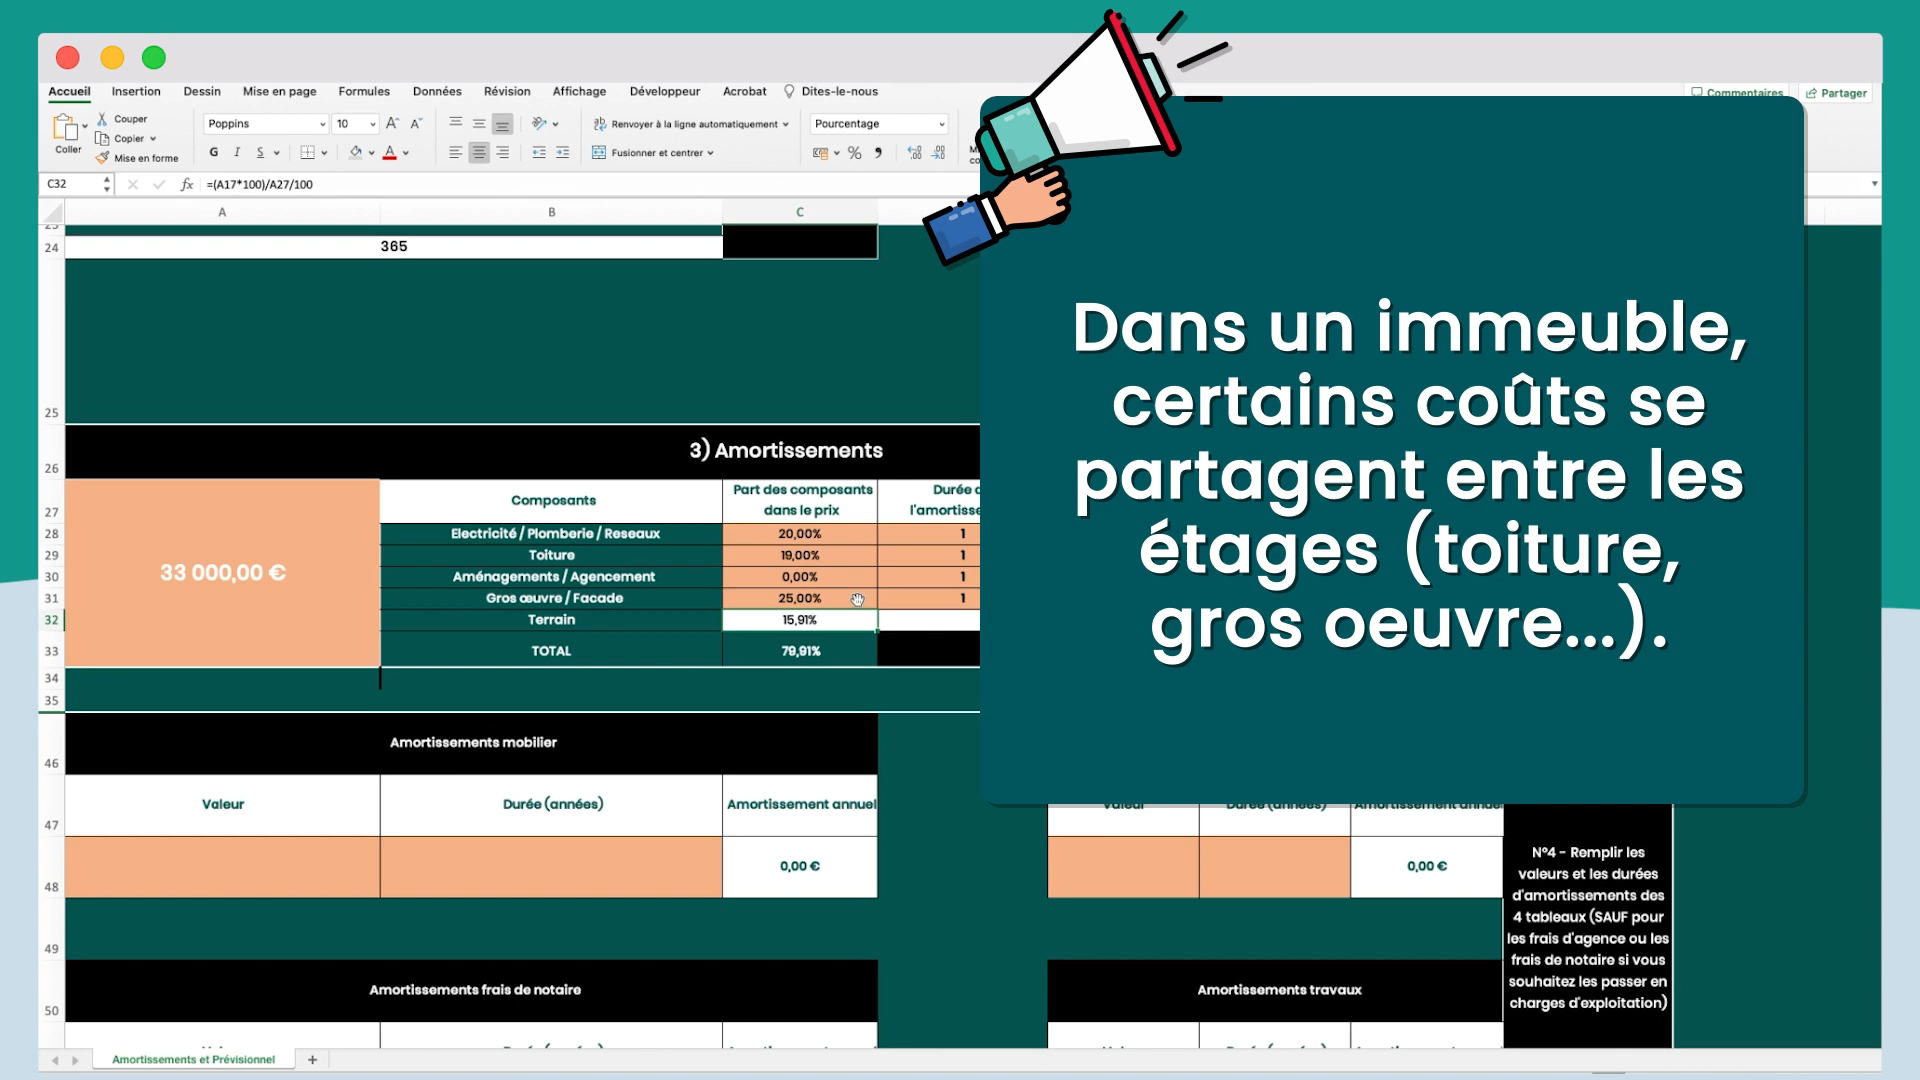 Accueil Insertion Dessin Mise en page Formules Données Révision Affichage Développeur Acrobat Dites-le-nous
Commentaires Partager
Coller
Couper
Copier
Mise en forme
Poppins 10
G I S
Renvoyer à la ligne automatiquement
Fusionner et centrer
Pourcentage
C32 fx =(A17*100)/A27/100
A B C
24 365
25
26 3) Amortissements
27 33 000,00 € Composants Part des composants dans le prix
28 Electricité / Plomberie / Reseaux 20,00% 1
29 Toiture 19,00% 1
30 Aménagements / Agencement 0,00% 1
31 Gros œuvre / Facade 25,00% 1
32 Terrain 15,91%
33 TOTAL 79,91%
34
35
46 Amortissements mobilier
47 Valeur Durée (années) Amortissement annuel
48 0,00 €
49
50 Amortissements frais de notaire
Dans un immeuble,
certains coûts se
partagent entre les
étages (toiture,
gros oeuvre...).
Valeur Durée (années) Amortissement annuel
0,00 €
Amortissements travaux
N°4 - Remplir les
valeurs et les durées
d'amortissements des
4 tableaux (SAUF pour
les frais d'agence ou les
frais de notaire si vous
souhaitez les passer en
charges d'exploitation)
Amortissements et Prévisionnel +